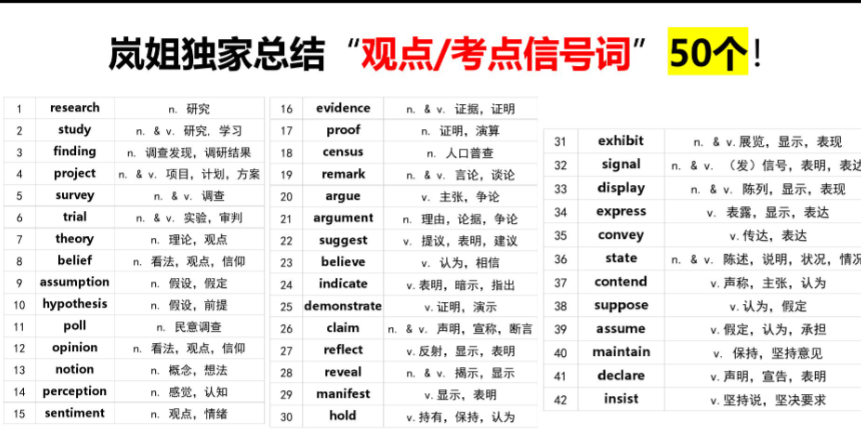 岚姐独家总结“观点/考点信号词”50个！
1 research n. 研究
2 study n. & v. 研究，学习
3 finding n. 调查发现，调研结果
4 project n. & v. 项目，计划，方案
5 survey n. & v. 调查
6 trial n. & v. 实验，审判
7 theory n. 理论，观点
8 belief n. 看法，观点，信仰
9 assumption n. 假设，假定
10 hypothesis n. 假设，前提
11 poll n. 民意调查
12 opinion n. 看法，观点，信仰
13 notion n. 概念，想法
14 perception n. 感觉，认知
15 sentiment n. 观点，情绪
16 evidence n. & v. 证据，证明
17 proof n. 证明，演算
18 census n. 人口普查
19 remark n. & v. 言论，谈论
20 argue v. 主张，争论
21 argument n. 理由，论据，争论
22 suggest v. 提议，表明，建议
23 believe v. 认为，相信
24 indicate v. 表明，暗示，指出
25 demonstrate v. 证明，演示
26 claim n. & v. 声明，宣称，断言
27 reflect v. 反射，显示，表明
28 reveal n. & v. 揭示，显示
29 manifest v. 显示，表明
30 hold v. 持有，保持，认为
31 exhibit n. & v. 展览，显示，表现
32 signal n. & v. （发）信号，表明，表达
33 display n. & v. 陈列，显示，表现
34 express v. 表露，显示，表达
35 convey v. 传达，表达
36 state n. & v. 陈述，说明，状况，情况
37 contend v. 声称，主张，认为
38 suppose v. 认为，假定
39 assume v. 假定，认为，承担
40 maintain v. 保持，坚持意见
41 declare v. 声明，宣告，表明
42 insist v. 坚持说，坚决要求